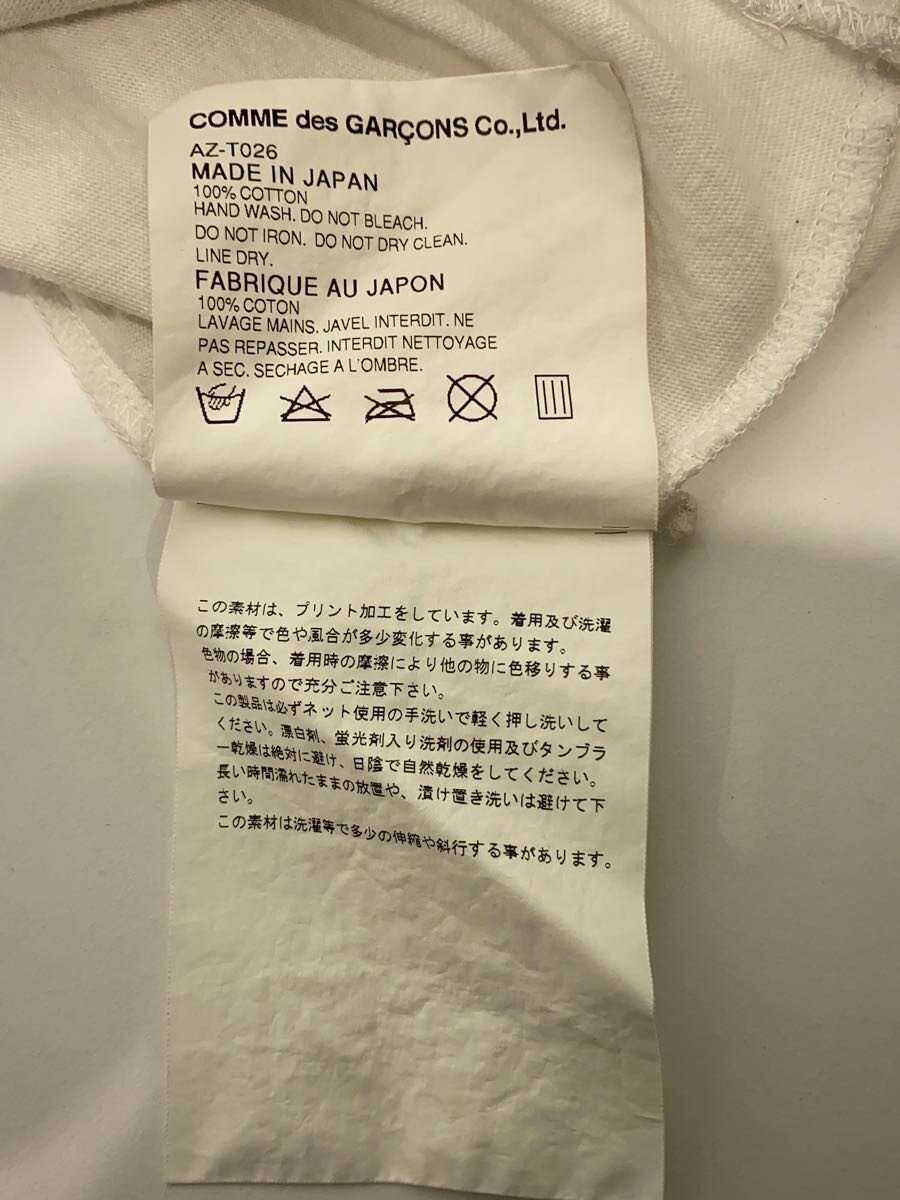 COMME des GARÇONS Co.,Ltd.
AZ-T026
MADE IN JAPAN
100% COTTON
HAND WASH. DO NOT BLEACH.
DO NOT IRON. DO NOT DRY CLEAN.
LINE DRY.
FABRIQUE AU JAPON
100% COTON
LAVAGE MAINS. JAVEL INTERDIT. NE
PAS REPASSER. INTERDIT NETTOYAGE
A SEC. SECHAGE A L'OMBRE.
この素材は、プリント加工をしています。着用及び洗濯
の摩擦等で色や風合が多少変化する事があります。
色物の場合、着用時の摩擦により他の物に色移りする事
がありますので充分ご注意下さい。
この製品は必ずネット使用の手洗いで軽く押し洗いして
ください。漂白剤、蛍光剤入り洗剤の使用及びタンブラ
ー乾燥は絶対に避け、日陰で自然乾燥をしてください。
長い時間濡れたままの放置や、漬け置き洗いは避けて下
さい。
この素材は洗濯等で多少の伸縮や斜行する事があります。